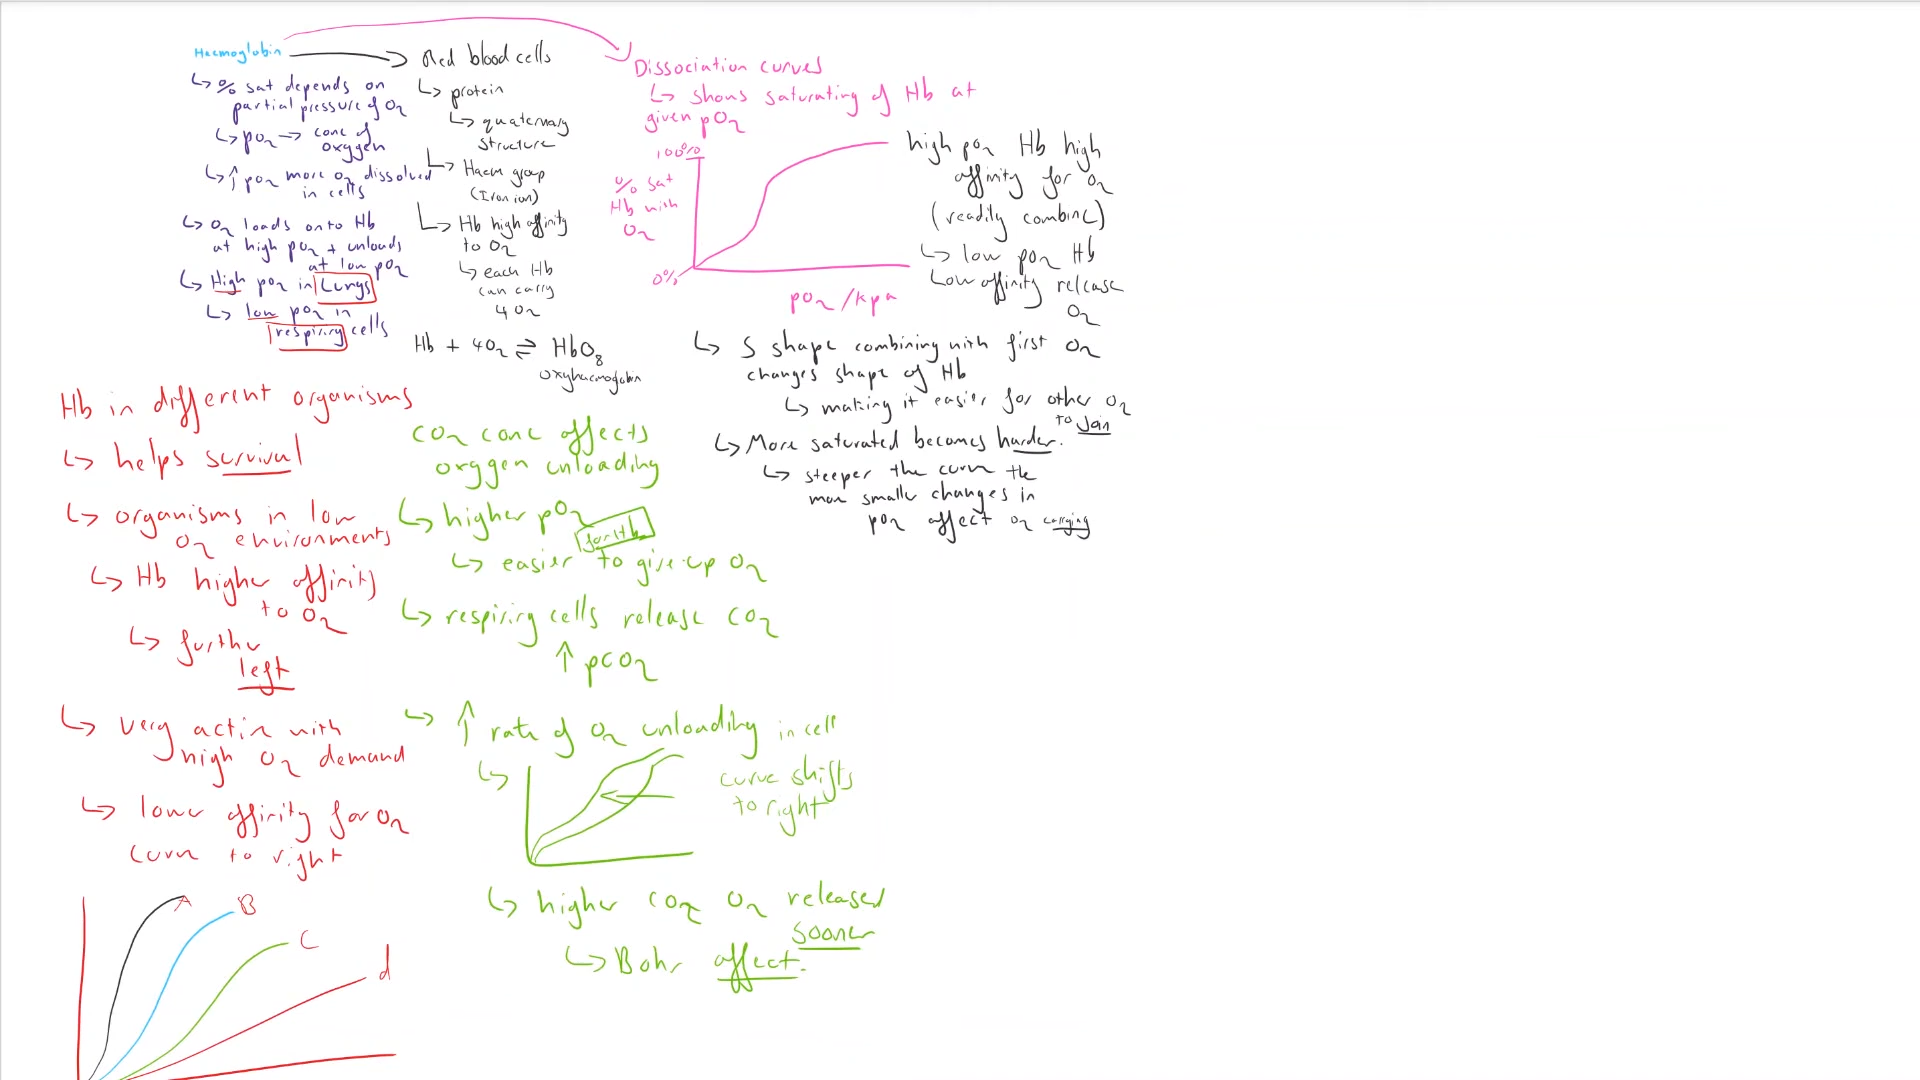 Haemoglobin
↳ % sat depends on
partial pressure of O2
↳ pO2 → conc of
oxygen
↳ ↑ pO2 more O2 dissolved
in cells
↳ O2 loads onto Hb
at high pO2 + unloads
at low pO2
↳ High pO2 in Lungs
↳ low pO2 in
respiring cells
Red blood cells
↳ protein
↳ quaternary
structure
↳ Haem group
(Iron ion)
↳ Hb high affinity
to O2
↳ each Hb
can carry
4 O2
Hb + 4O2 ⇌ HbO8
oxyhaemoglobin
Dissociation curves
↳ shows saturating of Hb at
given pO2
100%
% sat
Hb with
O2
0%
pO2 /kpa
high pO2 Hb high
affinity for O2
(readily combine)
↳ low pO2 Hb
Low affinity release
O2
↳ S shape combining with first O2
changes shape of Hb
↳ making it easier for other O2
to join
↳ More saturated becomes harder.
↳ steeper the curve the
more smaller changes in
pO2 affect O2 carrying
Hb in different organisms
↳ helps survival
↳ organisms in low
O2 environments
↳ Hb higher affinity
to O2
↳ further
left
↳ very active with
high O2 demand
↳ lower affinity for O2
curve to right
A
B
C
d
CO2 conc affects
oxygen unloading
↳ higher pO2
for Hb
↳ easier to give up O2
↳ respiring cells release CO2
↑ pCO2
↳ ↑ rate of O2 unloading in cell
↳
curve shifts
to right
↳ higher CO2 O2 released
sooner
↳ Bohr affect.